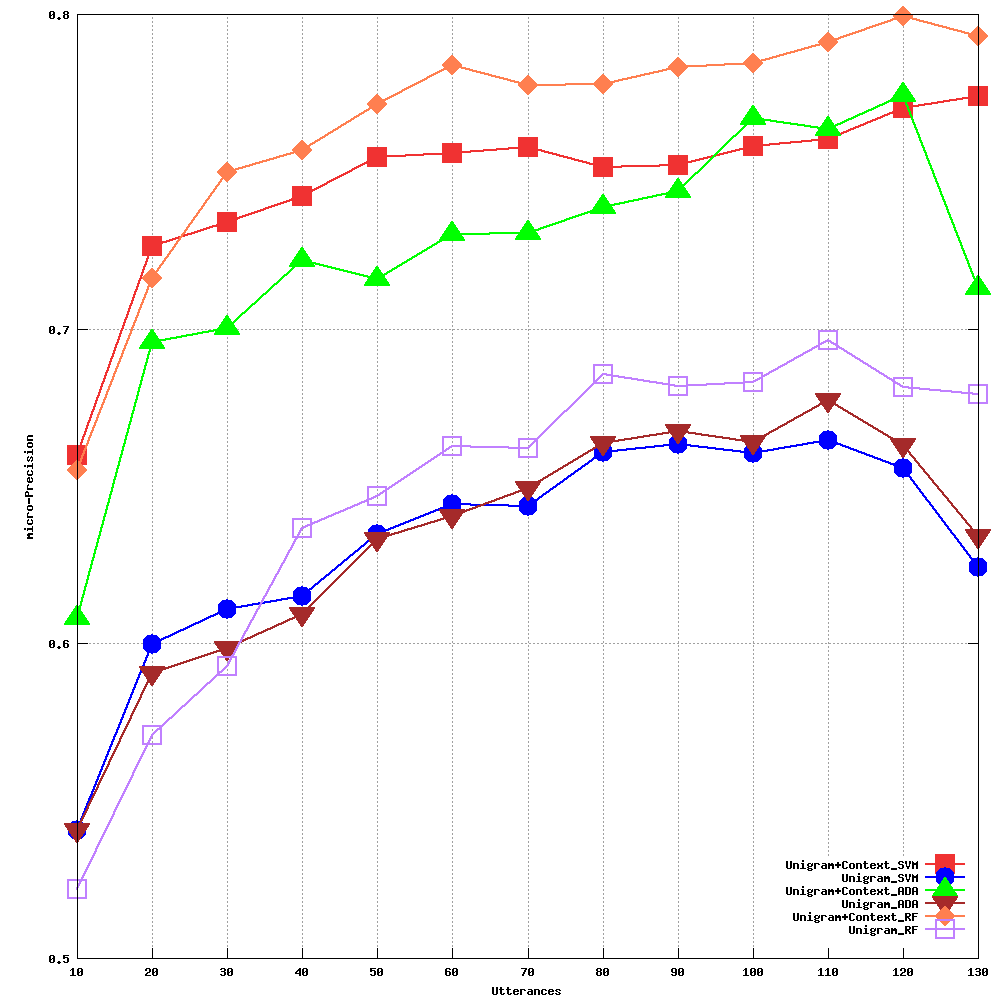 0.8
0.7
0.6
0.5
micro-Precision
10 20 30 40 50 60 70 80 90 100 110 120 130
Utterances
Unigram+Context_SVM
Unigram_SVM
Unigram+Context_ADA
Unigram_ADA
Unigram+Context_RF
Unigram_RF